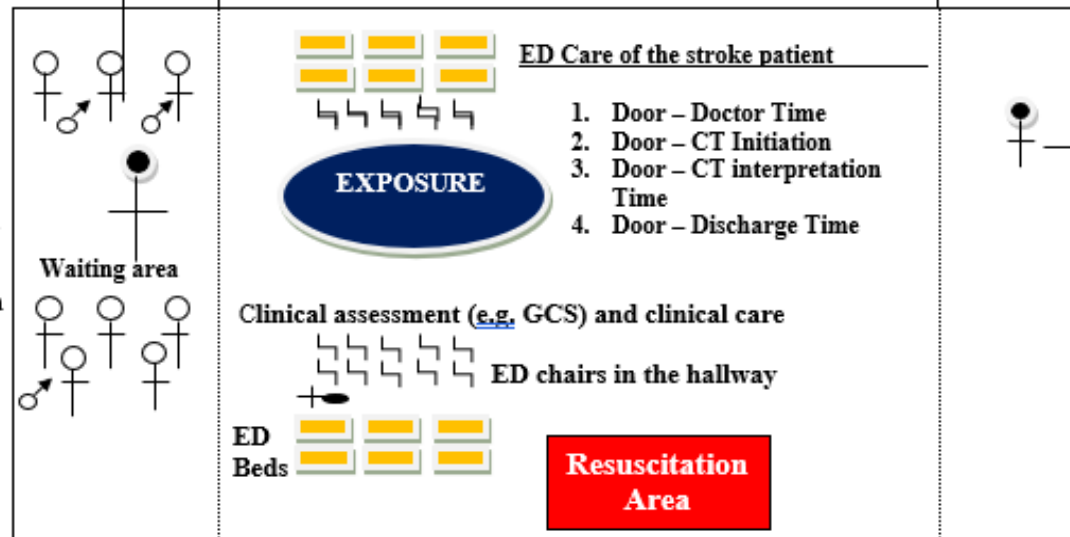 ED Care of the stroke patient
1. Door – Doctor Time
2. Door – CT Initiation
3. Door – CT interpretation
Time
4. Door – Discharge Time
EXPOSURE
Waiting area
Clinical assessment (e.g. GCS) and clinical care
ED chairs in the hallway
ED
Beds
Resuscitation
Area